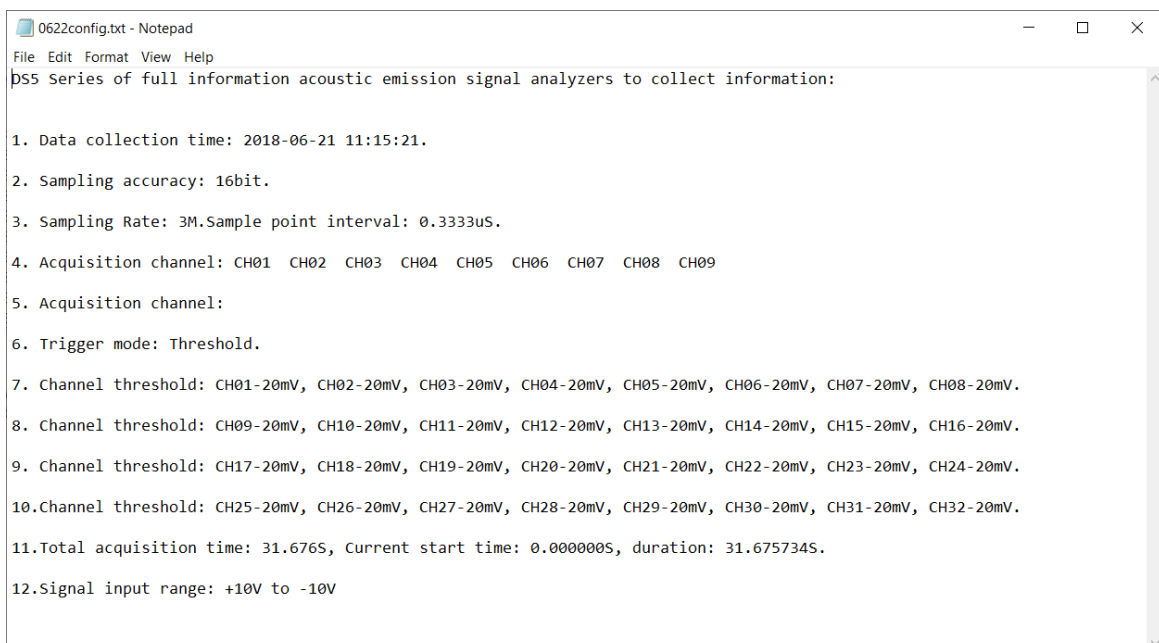 0622config.txt - Notepad
File Edit Format View Help
DS5 Series of full information acoustic emission signal analyzers to collect information:
1. Data collection time: 2018-06-21 11:15:21.
2. Sampling accuracy: 16bit.
3. Sampling Rate: 3M.Sample point interval: 0.3333uS.
4. Acquisition channel: CH01 CH02 CH03 CH04 CH05 CH06 CH07 CH08 CH09
5. Acquisition channel:
6. Trigger mode: Threshold.
7. Channel threshold: CH01-20mV, CH02-20mV, CH03-20mV, CH04-20mV, CH05-20mV, CH06-20mV, CH07-20mV, CH08-20mV.
8. Channel threshold: CH09-20mV, CH10-20mV, CH11-20mV, CH12-20mV, CH13-20mV, CH14-20mV, CH15-20mV, CH16-20mV.
9. Channel threshold: CH17-20mV, CH18-20mV, CH19-20mV, CH20-20mV, CH21-20mV, CH22-20mV, CH23-20mV, CH24-20mV.
10.Channel threshold: CH25-20mV, CH26-20mV, CH27-20mV, CH28-20mV, CH29-20mV, CH30-20mV, CH31-20mV, CH32-20mV.
11.Total acquisition time: 31.676S, Current start time: 0.000000S, duration: 31.675734S.
12.Signal input range: +10V to -10V